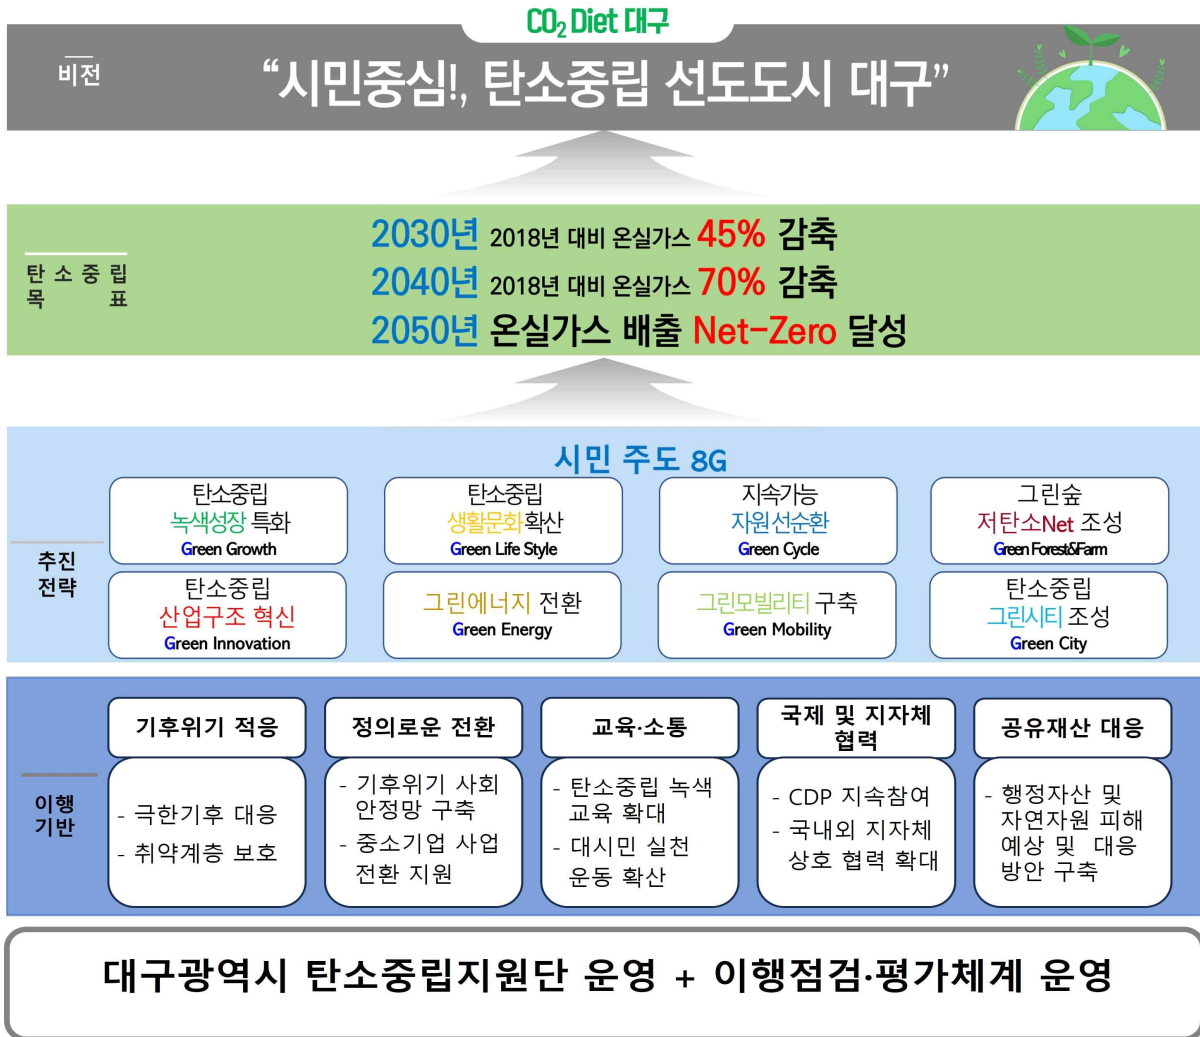 CO₂ Diet 대구
비전
“시민중심!, 탄소중립 선도도시 대구”
탄소중립
목표
2030년 2018년 대비 온실가스 45% 감축
2040년 2018년 대비 온실가스 70% 감축
2050년 온실가스 배출 Net-Zero 달성
추진
전략
시민 주도 8G
탄소중립
녹색성장 특화
Green Growth
탄소중립
생활문화 확산
Green Life Style
지속가능
자원선순환
Green Cycle
그린숲
저탄소Net 조성
Green Forest&Farm
탄소중립
산업구조 혁신
Green Innovation
그린에너지 전환
Green Energy
그린모빌리티 구축
Green Mobility
탄소중립
그린시티 조성
Green City
이행
기반
기후위기 적응
- 극한기후 대응
- 취약계층 보호
정의로운 전환
- 기후위기 사회
안정망 구축
- 중소기업 사업
전환 지원
교육·소통
- 탄소중립 녹색
교육 확대
- 대시민 실천
운동 확산
국제 및 지자체
협력
- CDP 지속참여
- 국내외 지자체
상호 협력 확대
공유재산 대응
- 행정자산 및
자연자원 피해
예상 및 대응
방안 구축
대구광역시 탄소중립지원단 운영 + 이행점검·평가체계 운영